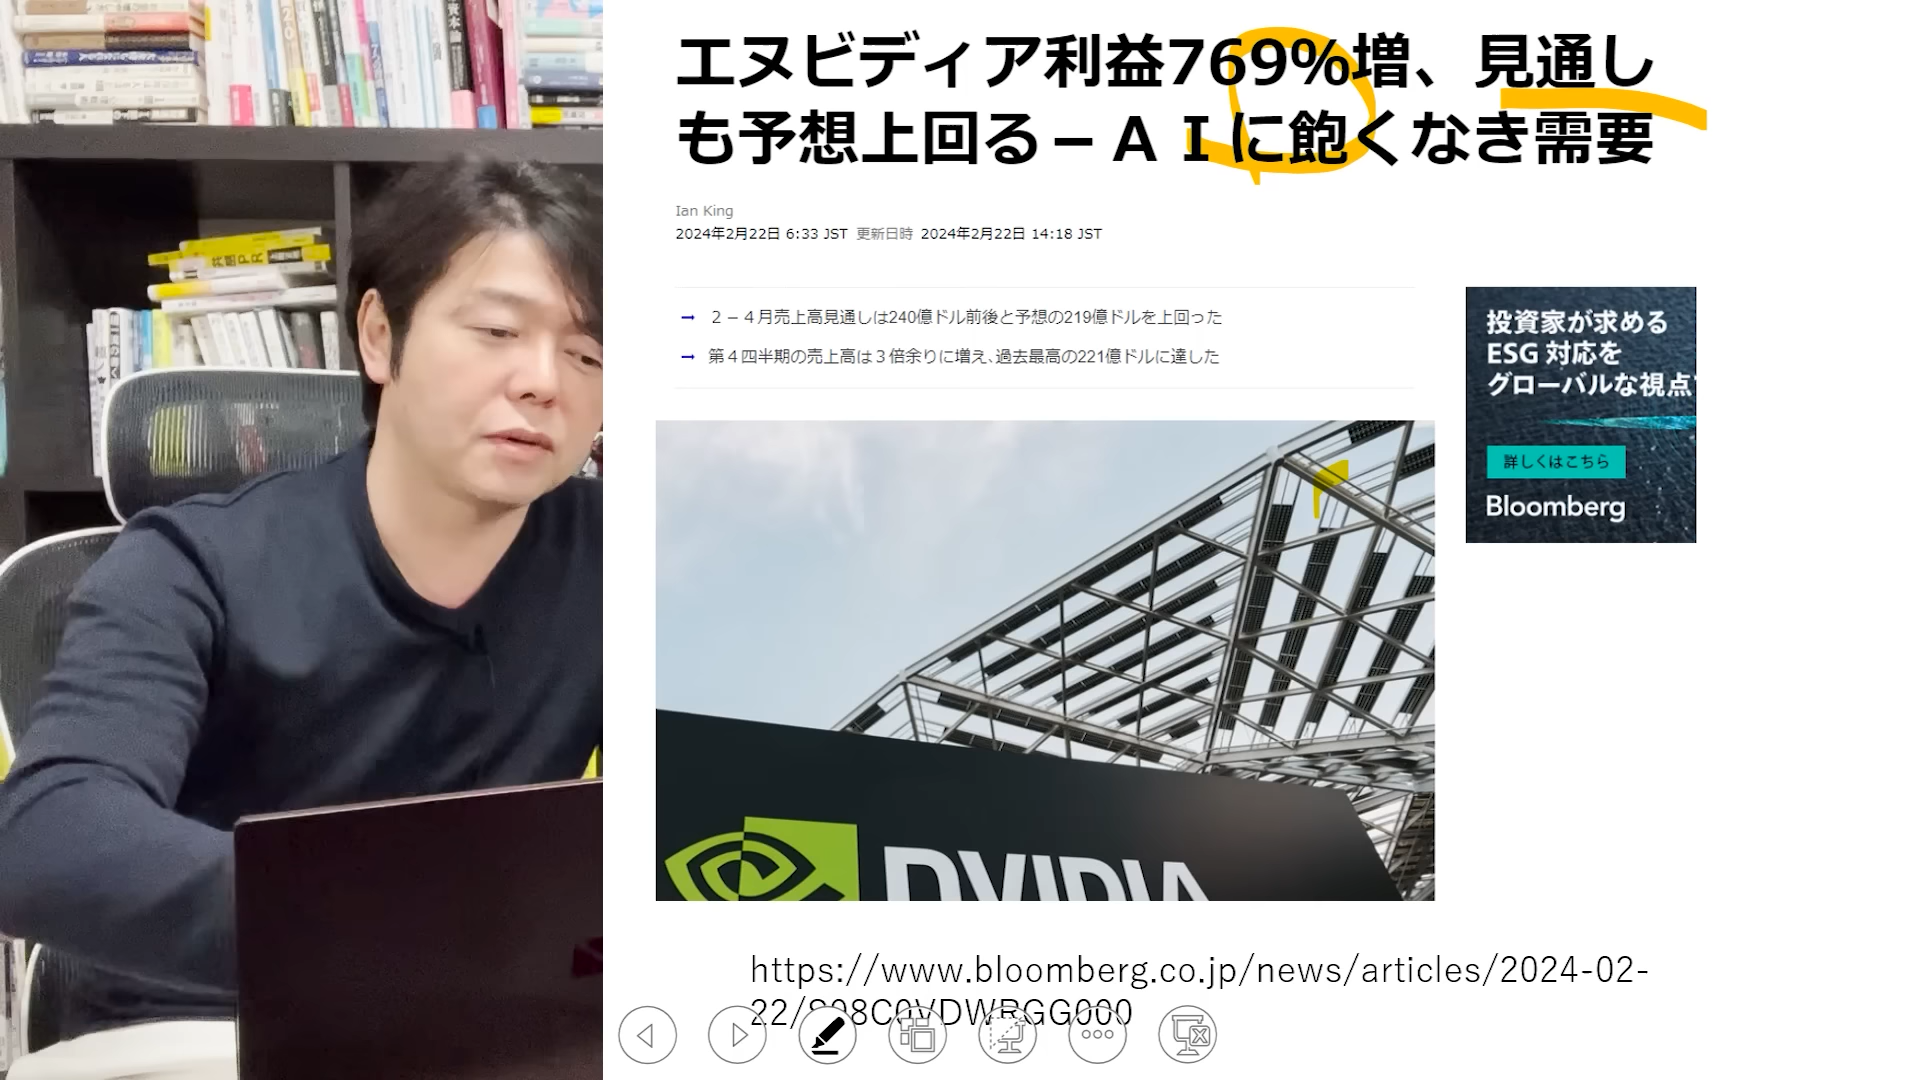 エヌビディア利益769%増、見通し
も予想上回る－ＡＩに飽くなき需要
Ian King
2024年2月22日 6:33 JST 更新日時 2024年2月22日 14:18 JST
➞ ２－４月売上高見通しは240億ドル前後と予想の219億ドルを上回った
➞ 第４四半期の売上高は３倍余りに増え、過去最高の221億ドルに達した
投資家が求める
ESG 対応を
グローバルな視点
詳しくはこちら
Bloomberg
NVIDIA
https://www.bloomberg.co.jp/news/articles/2024-02-